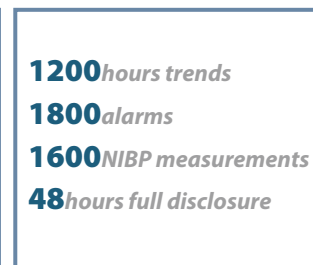 1200hours trends
1800alarms
1600NIBP measurements
48hours full disclosure